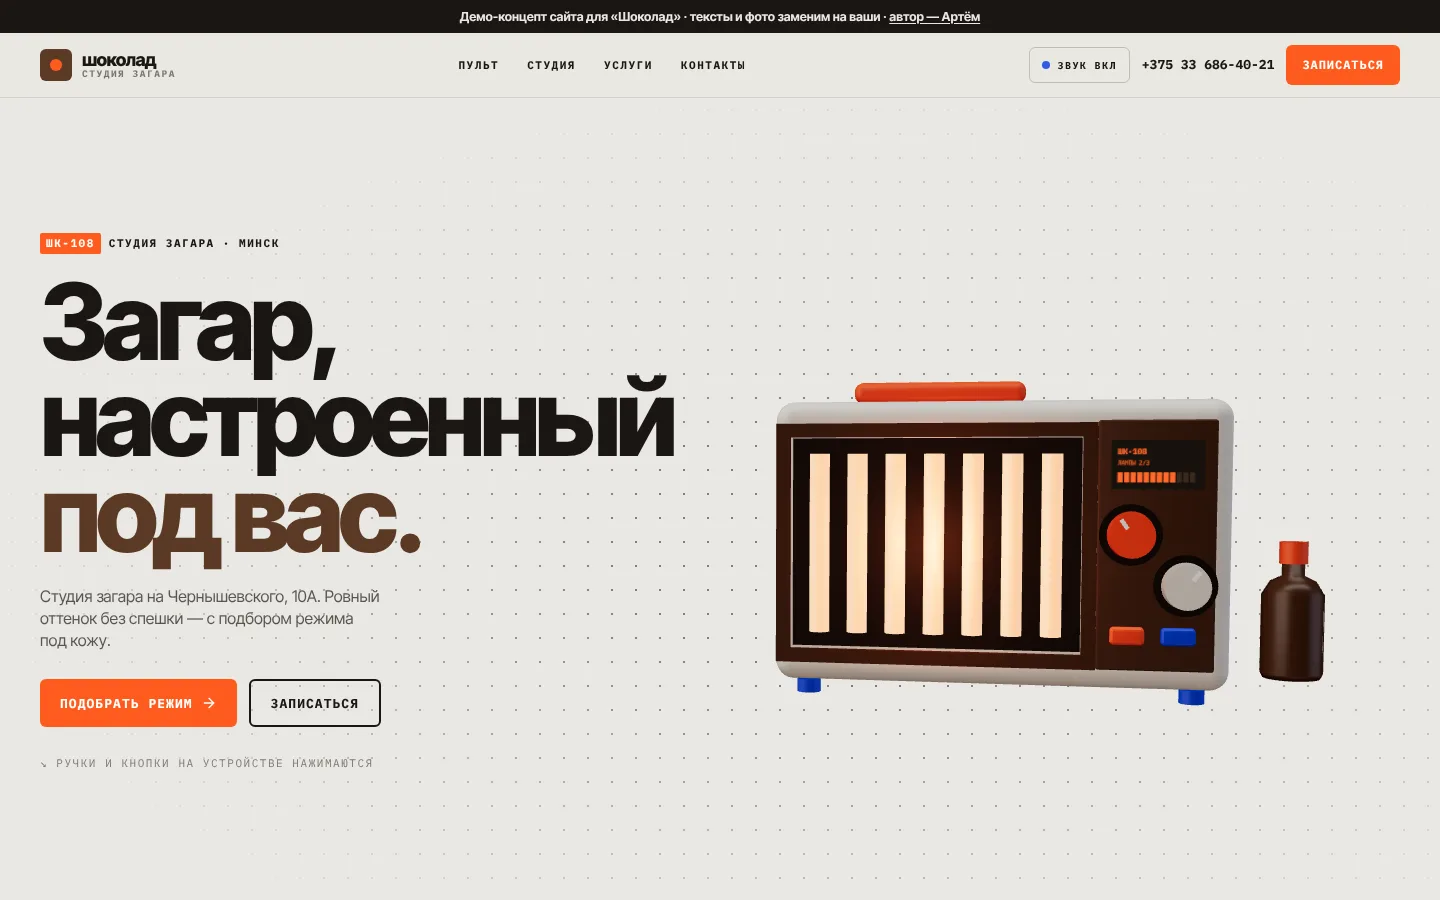 Демо-концепт сайта для «Шоколад» · тексты и фото заменим на ваши · автор — Артём
шоколад
СТУДИЯ ЗАГАРА
ПУЛЬТ
СТУДИЯ
УСЛУГИ
КОНТАКТЫ
ЗВУК ВКЛ
+375 33 686-40-21
ЗАПИСАТЬСЯ
ШК-108
СТУДИЯ ЗАГАРА · МИНСК
Загар,
настроенный
под вас.
Студия загара на Чернышевского, 10А. Ровный
оттенок без спешки — с подбором режима
под кожу.
ПОДОБРАТЬ РЕЖИМ →
ЗАПИСАТЬСЯ
↘ РУЧКИ И КНОПКИ НА УСТРОЙСТВЕ НАЖИМАЮТСЯ
ШК-108
ЛАМПЫ 2/3